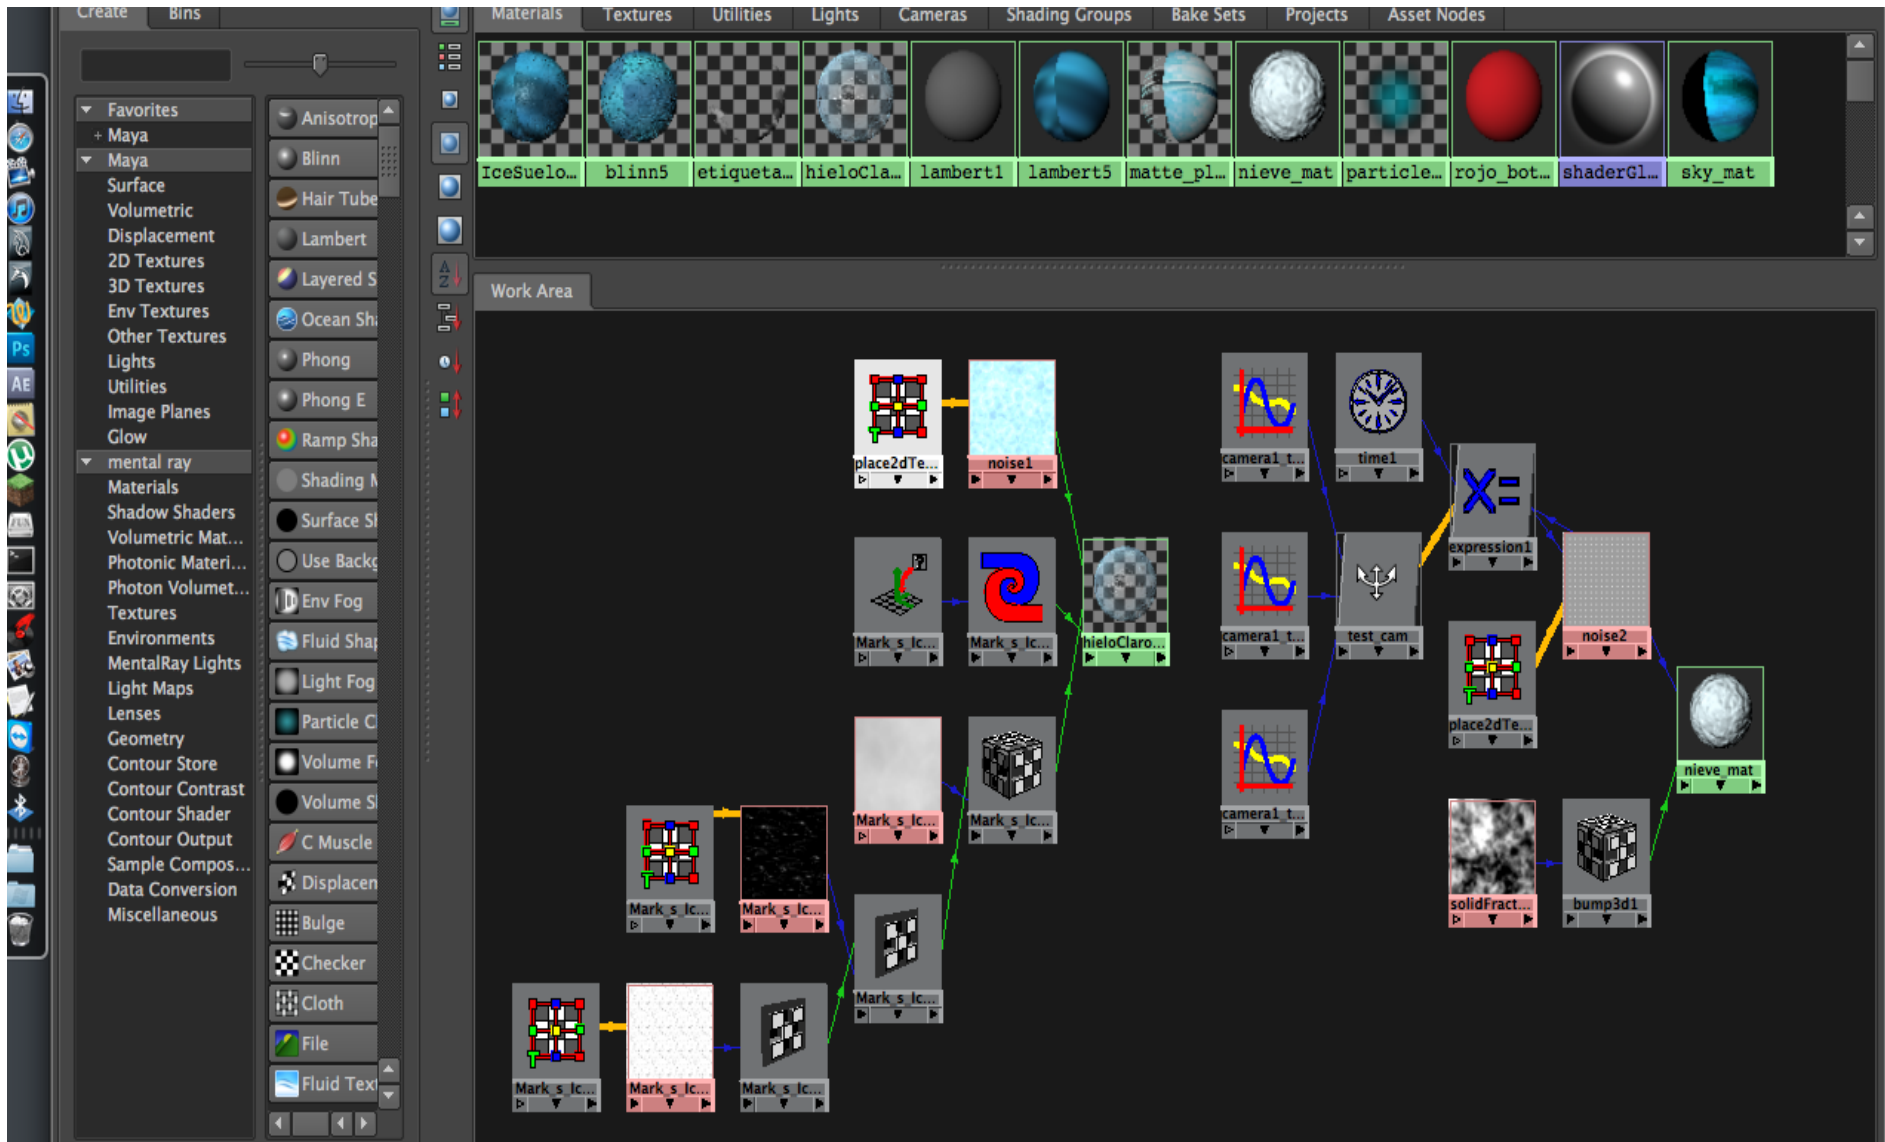 Create Bins
Materials Textures Utilities Lights Cameras Shading Groups Bake Sets Projects Asset Nodes
Favorites
+ Maya
Maya
Surface
Volumetric
Displacement
2D Textures
3D Textures
Env Textures
Other Textures
Lights
Utilities
Image Planes
Glow
mental ray
Materials
Shadow Shaders
Volumetric Mat...
Photonic Materi...
Photon Volumet...
Textures
Environments
MentalRay Lights
Light Maps
Lenses
Geometry
Contour Store
Contour Contrast
Contour Shader
Contour Output
Sample Compos...
Data Conversion
Miscellaneous
Anisotrop
Blinn
Hair Tube
Lambert
Layered S
Ocean Sha
Phong
Phong E
Ramp Sha
Shading M
Surface Sh
Use Backg
Env Fog
Fluid Shap
Light Fog
Particle C
Volume F
Volume S
C Muscle
Displacem
Bulge
Checker
Cloth
File
Fluid Text
Ps
AE
A
Z
IceSuelo... blinn5 etiqueta... hieloCla... lambert1 lambert5 matte_pl... nieve_mat particle... rojo_bot... shaderGl... sky_mat
Work Area
place2dTe... noise1
camera1_t... time1
expression1
Mark_s_Ic... Mark_s_Ic... hieloClaro...
camera1_t... test_cam noise2
place2dTe...
nieve_mat
Mark_s_Ic... Mark_s_Ic...
camera1_t...
Mark_s_Ic... Mark_s_Ic...
solidFract... bump3d1
Mark_s_Ic...
Mark_s_Ic... Mark_s_Ic... Mark_s_Ic...